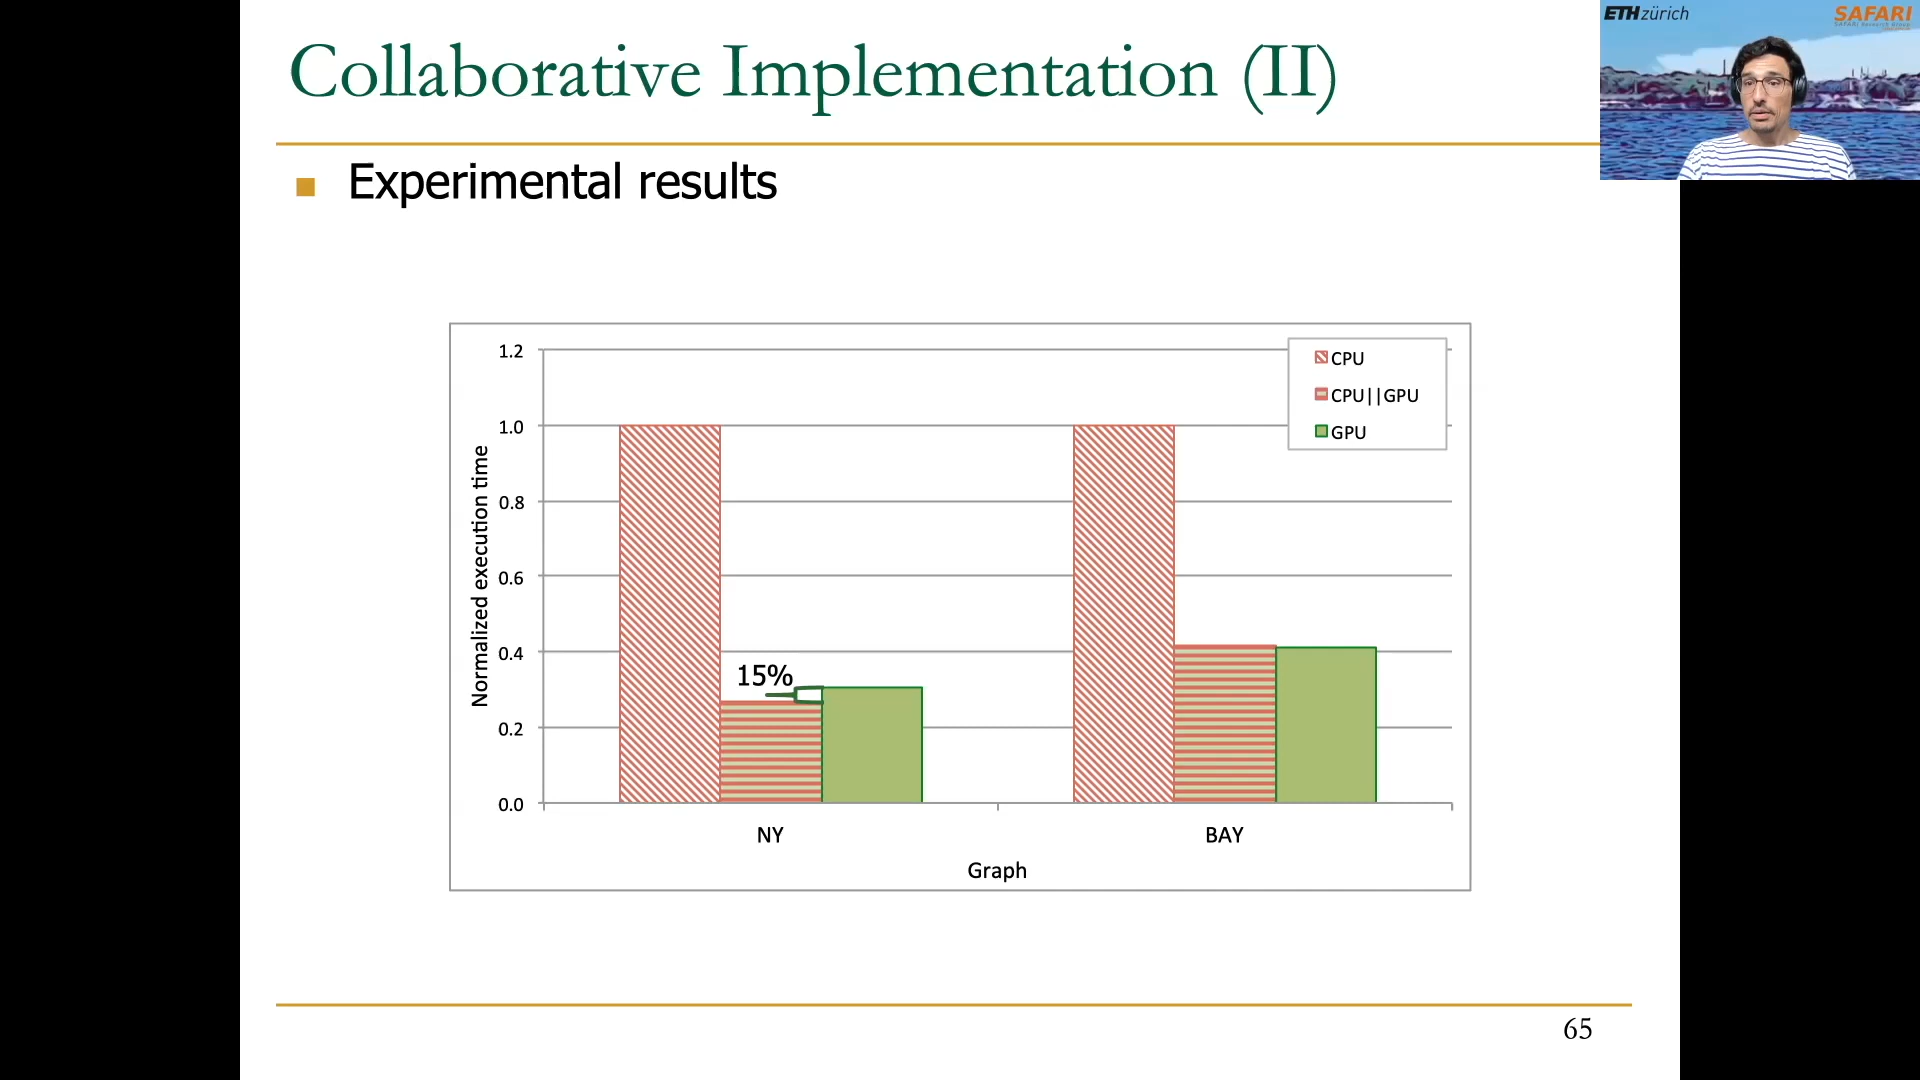 Collaborative Implementation (II)
ETH zürich
SAFARI
Experimental results
1.2
1.0
0.8
0.6
0.4
0.2
0.0
Normalized execution time
CPU
CPU||GPU
GPU
15%
NY
BAY
Graph
65